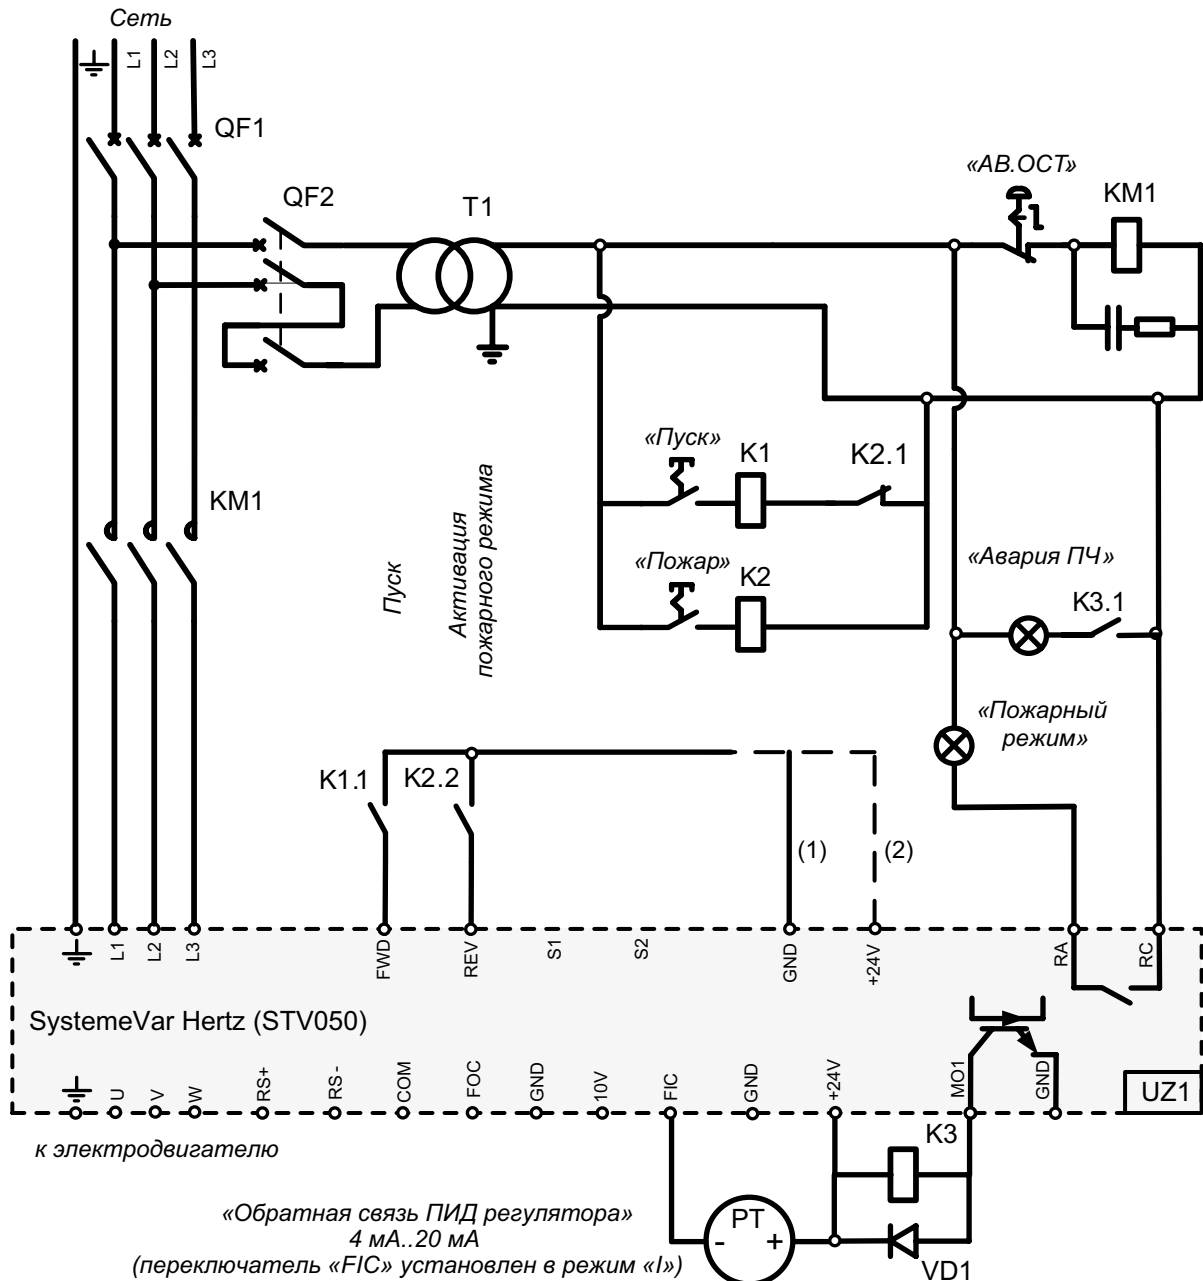 Сеть
L1
L2
L3
QF1
QF2
T1
«АВ.ОСТ»
KM1
«Пуск»
K1
K2.1
KM1
Пуск
Активация
пожарного режима
«Пожар»
K2
«Авария ПЧ»
K3.1
«Пожарный
режим»
K1.1
K2.2
(1)
(2)
L1
L2
L3
FWD
REV
S1
S2
GND
+24V
RA
RC
SystemeVar Hertz (STV050)
U
V
W
RS+
RS-
COM
FOC
GND
10V
FIC
GND
+24V
MO1
GND
UZ1
к электродвигателю
K3
«Обратная связь ПИД регулятора»
4 мА..20 мА
(переключатель «FIC» установлен в режим «I»)
PT
- +
VD1